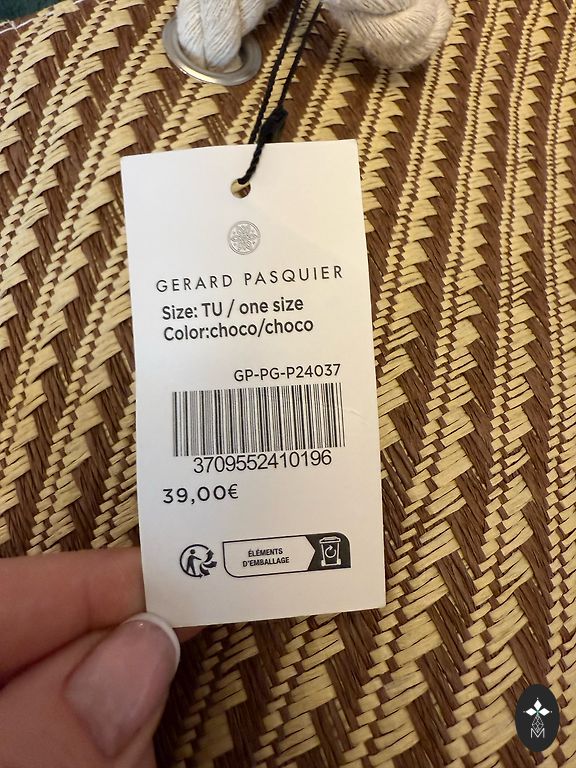 GERARD PASQUIER
Size: TU / one size
Color:choco/choco
GP-PG-P24037
3709552410196
39,00€
ÉLÉMENTS
D'EMBALLAGE
M